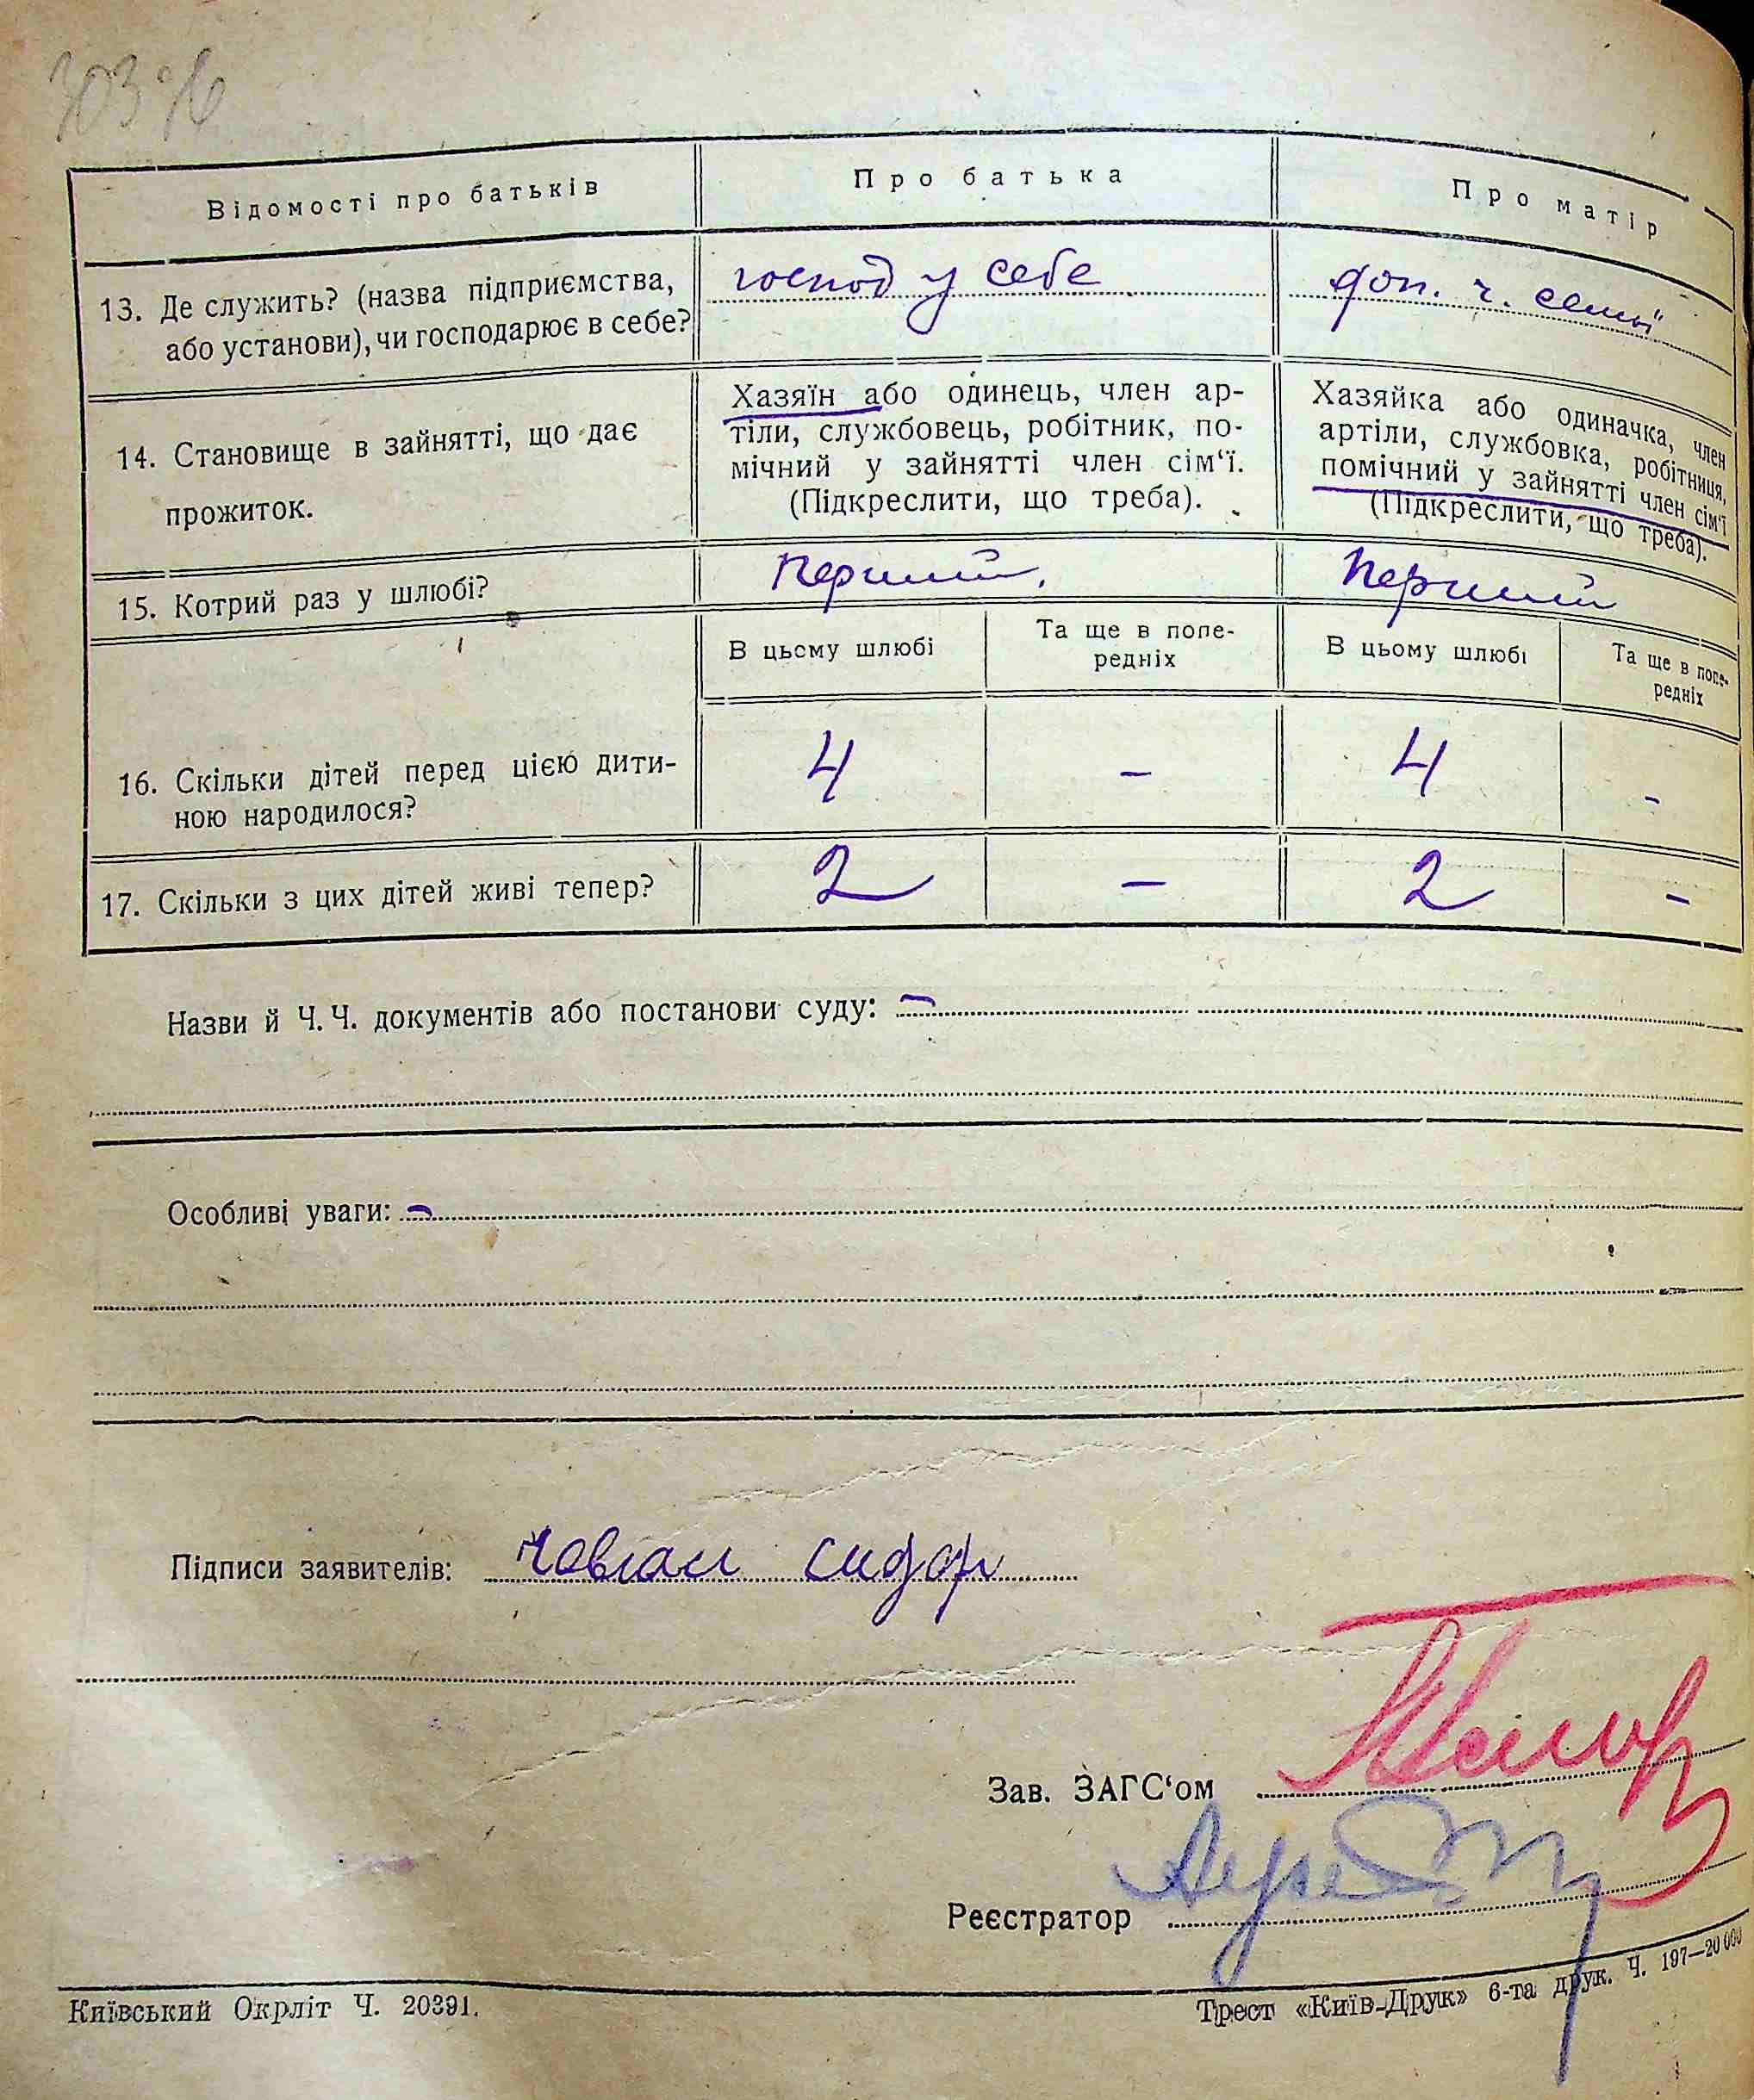 Відомості про батьків
Про батька
Про матір
13. Де служить? (назва підприємства, або установи), чи господарює в себе?
господ у себе
доп. ч. семьї
14. Становище в зайнятті, що дає прожиток.
Хазяїн або одинець, член ар-
тіли, службовець, робітник, по-
мічний у зайнятті член сім‘ї.
(Підкреслити, що треба).
Хазяйка або одиначка, член
артіли, службовка, робітниця,
помічний у зайнятті член сім‘ї
(Підкреслити, що треба).
15. Котрий раз у шлюбі?
Перший.
Перший
В цьому шлюбі
Та ще в попе-
редніх
В цьому шлюбі
Та ще в попе-
редніх
16. Скільки дітей перед цією дити-
ною народилося?
4
–
4
–
17. Скільки з цих дітей живі тепер?
2
–
2
–
Назви й Ч. Ч. документів або постанови суду: –
Особливі уваги: –
Підписи заявителів: Човган Сидор
Зав. ЗАГС‘ом
Реєстратор
Київський Окрліт Ч. 20391.
Трест «Київ-Друк» 6-та друк. Ч. 197—20 000